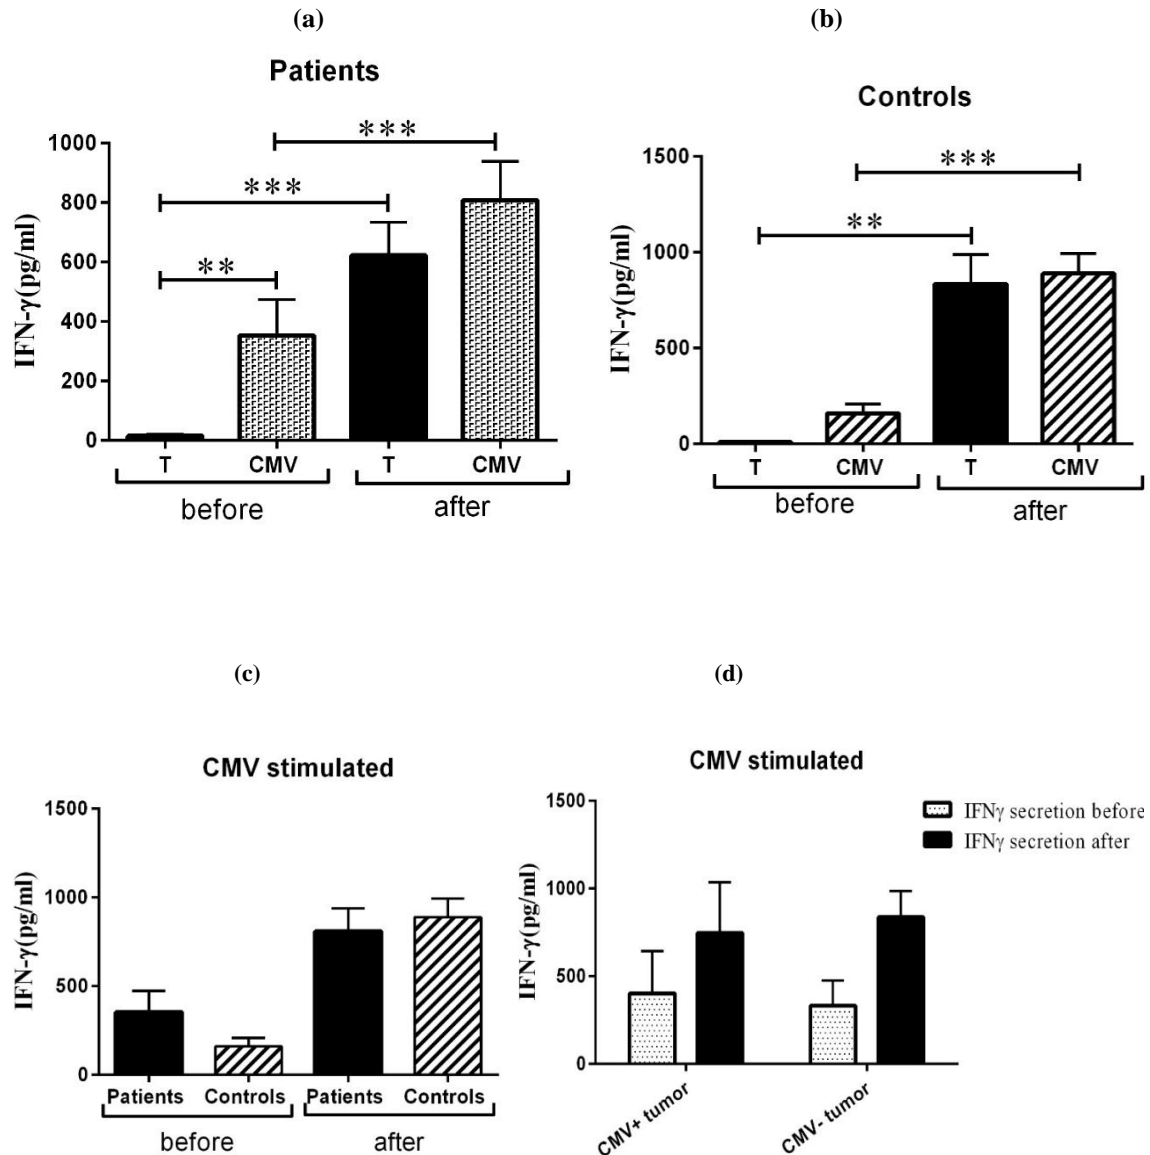 (a)
Patients
IFN-γ(pg/ml)
1000
800
600
400
200
0
***
***
**
T
CMV
T
CMV
before
after
(b)
Controls
IFN-γ(pg/ml)
1500
1000
500
0
***
**
T
CMV
T
CMV
before
after
(c)
CMV stimulated
IFN-γ(pg/ml)
1500
1000
500
0
Patients
Controls
Patients
Controls
before
after
(d)
CMV stimulated
IFN-γ(pg/ml)
1500
1000
500
0
IFNγ secretion before
IFNγ secretion after
CMV+ tumor
CMV- tumor